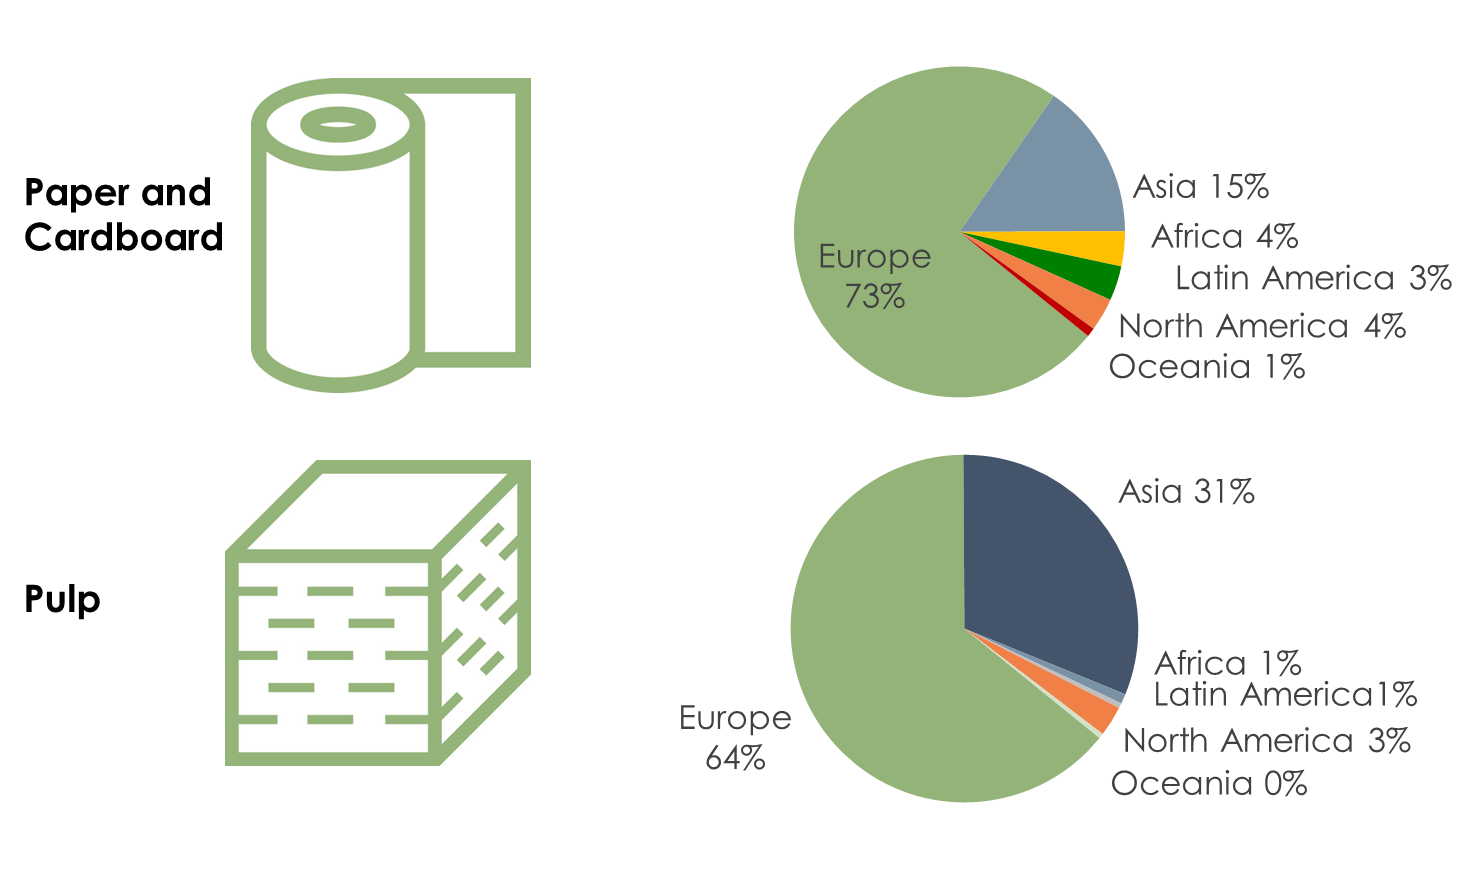 Paper and
Cardboard
Asia 15%
Africa 4%
Europe
73%
Latin America 3%
North America 4%
Oceania 1%
Pulp
Asia 31%
Africa 1%
Latin America1%
Europe
64%
North America 3%
Oceania 0%